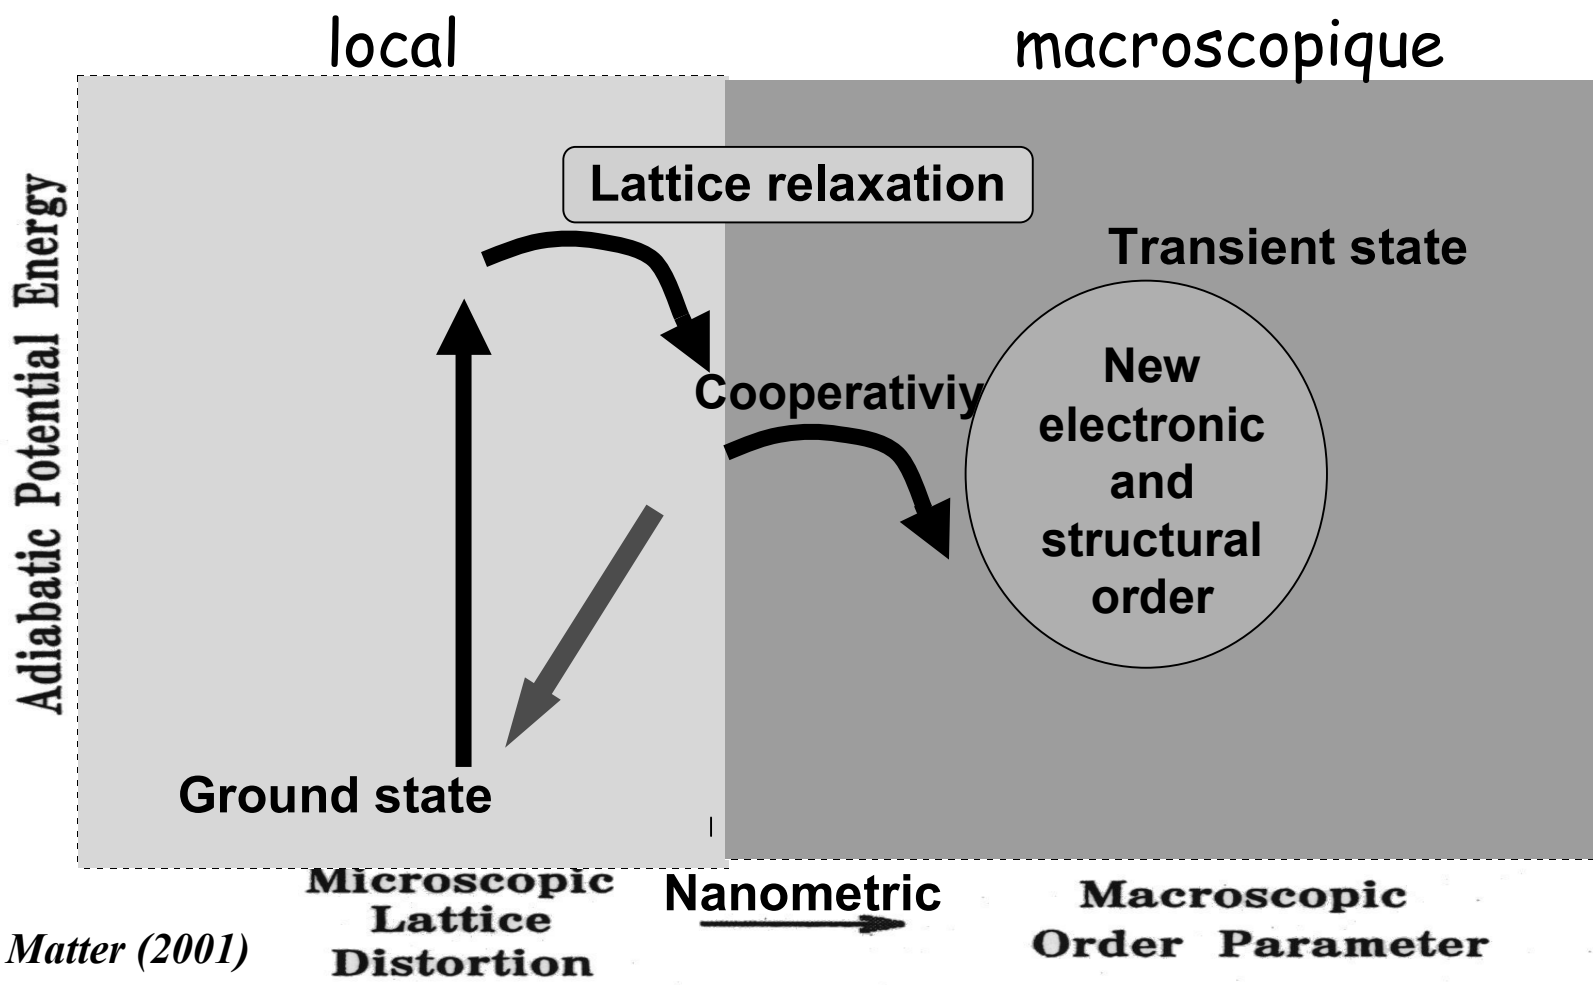 local
macroscopique
Adiabatic Potential Energy
Lattice relaxation
Transient state
Cooperativiy
New
electronic
and
structural
order
Ground state
Microscopic
Lattice
Distortion
Nanometric
Macroscopic
Order Parameter
Matter (2001)